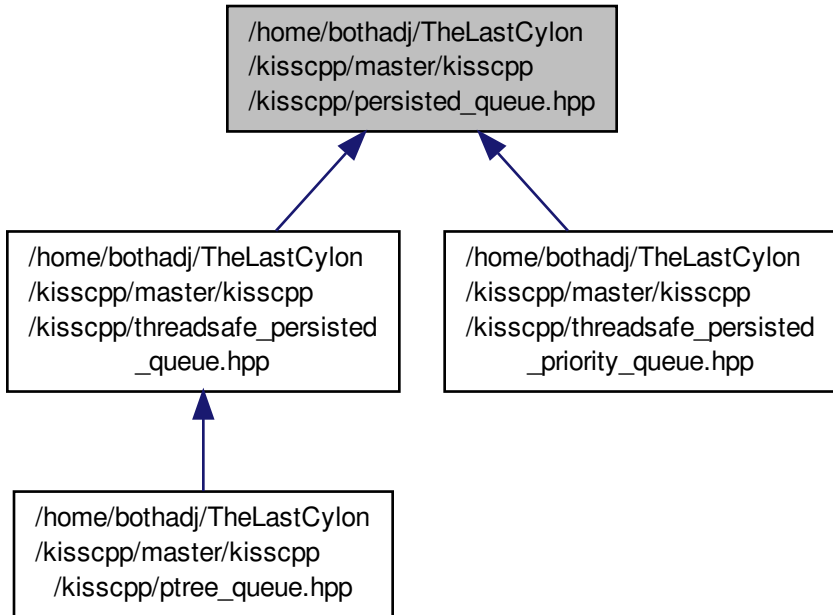 /home/bothadj/TheLastCylon
/kisscpp/master/kisscpp
/kisscpp/persisted_queue.hpp
/home/bothadj/TheLastCylon
/kisscpp/master/kisscpp
/kisscpp/threadsafe_persisted
_queue.hpp
/home/bothadj/TheLastCylon
/kisscpp/master/kisscpp
/kisscpp/threadsafe_persisted
_priority_queue.hpp
/home/bothadj/TheLastCylon
/kisscpp/master/kisscpp
/kisscpp/ptree_queue.hpp